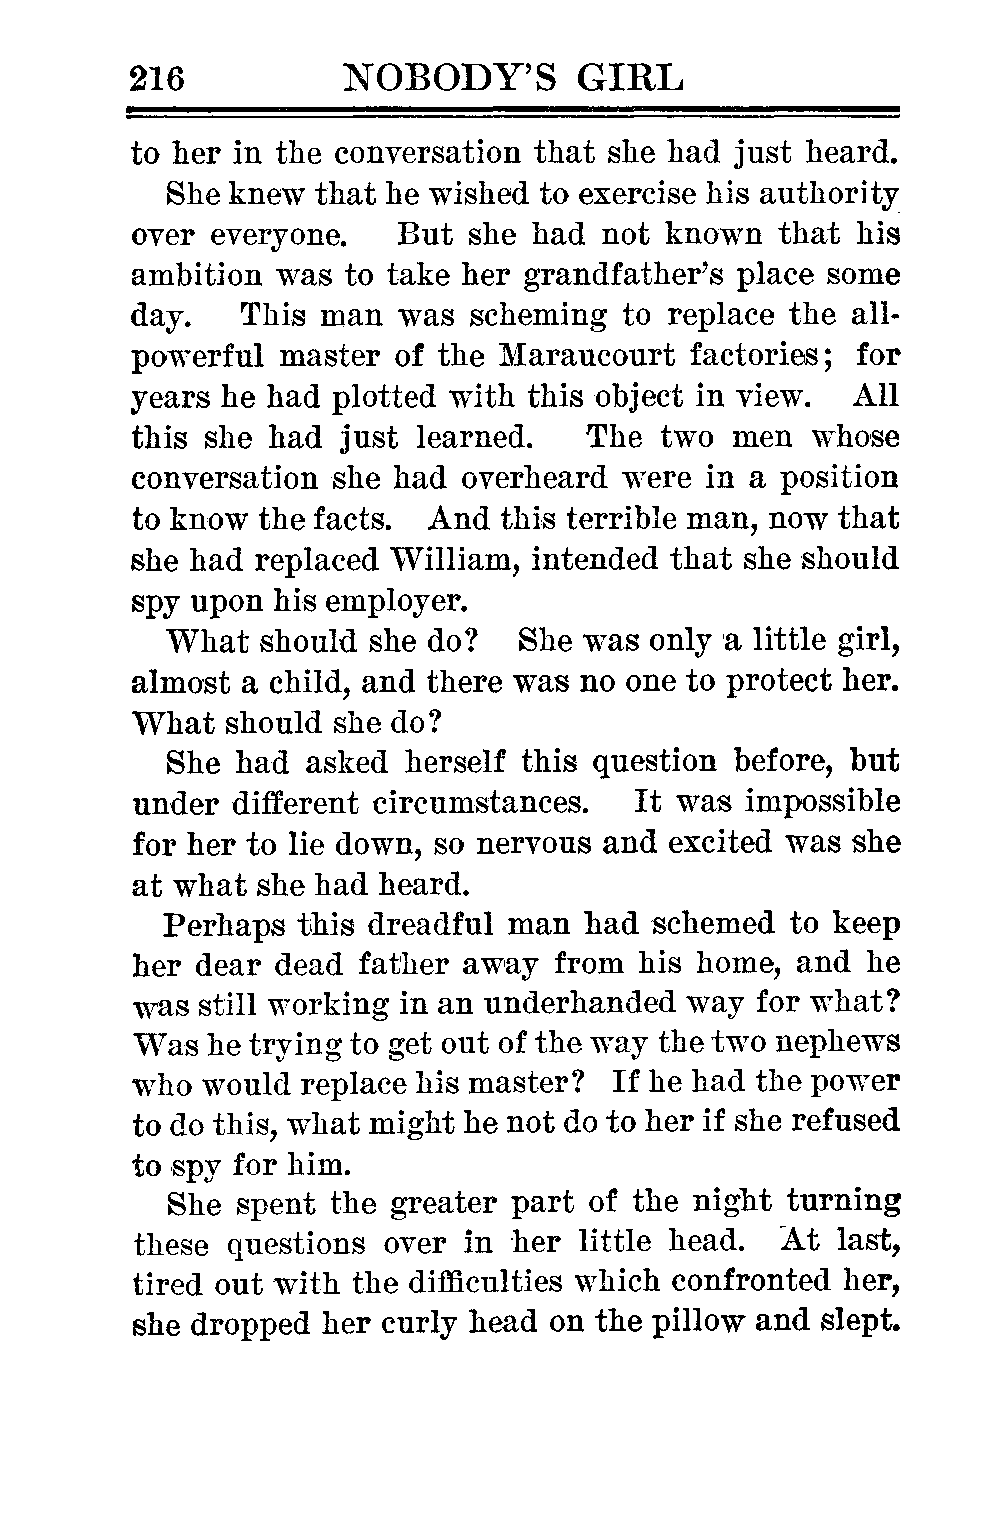 216 NOBODY'S GIRL
to her in the conversation that she had just heard.
She knew that he wished to exercise his authority
over everyone. But she had not known that his
ambition was to take her grandfather's place some
day. This man was scheming to replace the all-
powerful master of the Maraucourt factories; for
years he had plotted with this object in view. All
this she had just learned. The two men whose
conversation she had overheard were in a position
to know the facts. And this terrible man, now that
she had replaced William, intended that she should
spy upon his employer.
What should she do? She was only a little girl,
almost a child, and there was no one to protect her.
What should she do?
She had asked herself this question before, but
under different circumstances. It was impossible
for her to lie down, so nervous and excited was she
at what she had heard.
Perhaps this dreadful man had schemed to keep
her dear dead father away from his home, and he
was still working in an underhanded way for what?
Was he trying to get out of the way the two nephews
who would replace his master? If he had the power
to do this, what might he not do to her if she refused
to spy for him.
She spent the greater part of the night turning
these questions over in her little head. At last,
tired out with the difficulties which confronted her,
she dropped her curly head on the pillow and slept.